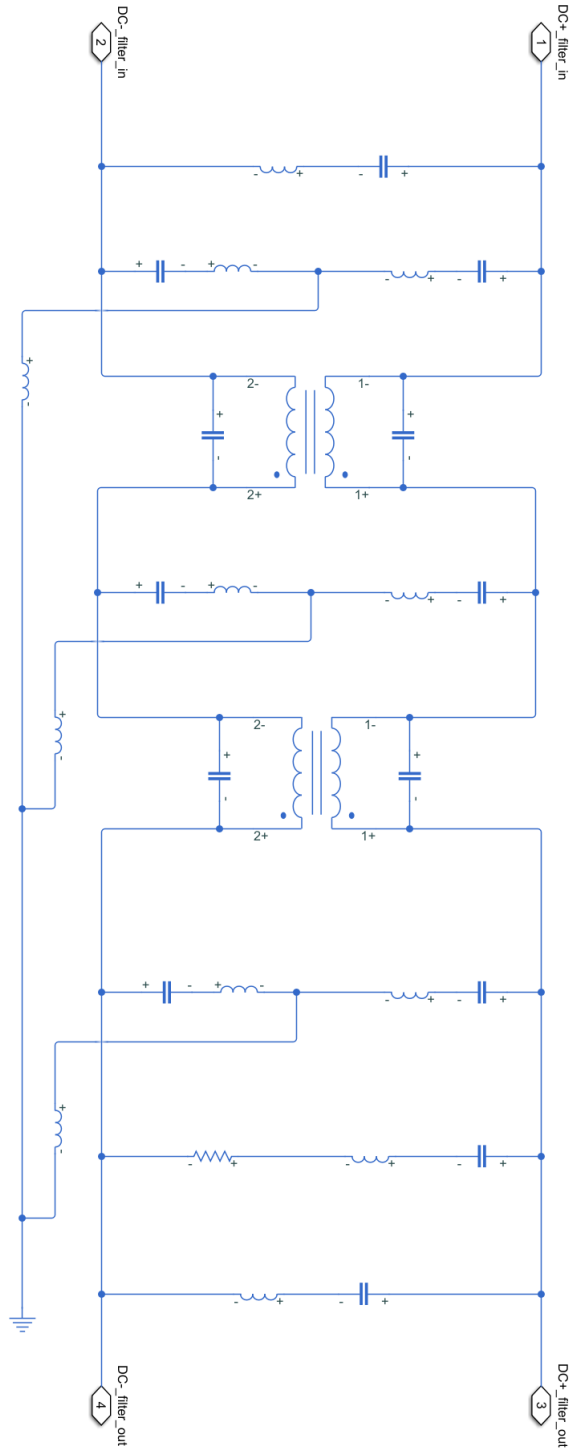 DC-_filter_in
2
DC+_filter_in
1
- + - +
+ - + - - + - +
+
2- 1-
-
+ +
- -
2+ 1+
+ - + - - + - +
+
2- 1-
+ +
-
- -
2+ 1+
+ - + - - + - +
+
-
- + - + - +
- + - +
DC-_filter_out
4
DC+_filter_out
3